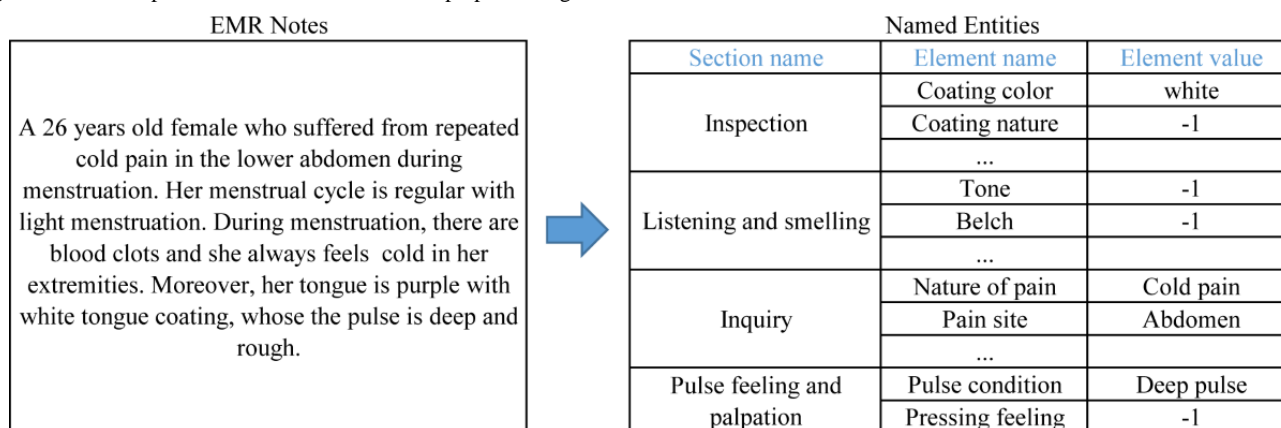 EMR Notes
A 26 years old female who suffered from repeated
cold pain in the lower abdomen during
menstruation. Her menstrual cycle is regular with
light menstruation. During menstruation, there are
blood clots and she always feels cold in her
extremities. Moreover, her tongue is purple with
white tongue coating, whose the pulse is deep and
rough.
Named Entities
Section name Element name Element value
Inspection
Coating color white
Coating nature -1
...
Listening and smelling
Tone -1
Belch -1
...
Inquiry
Nature of pain Cold pain
Pain site Abdomen
...
Pulse feeling and
palpation
Pulse condition Deep pulse
Pressing feeling -1